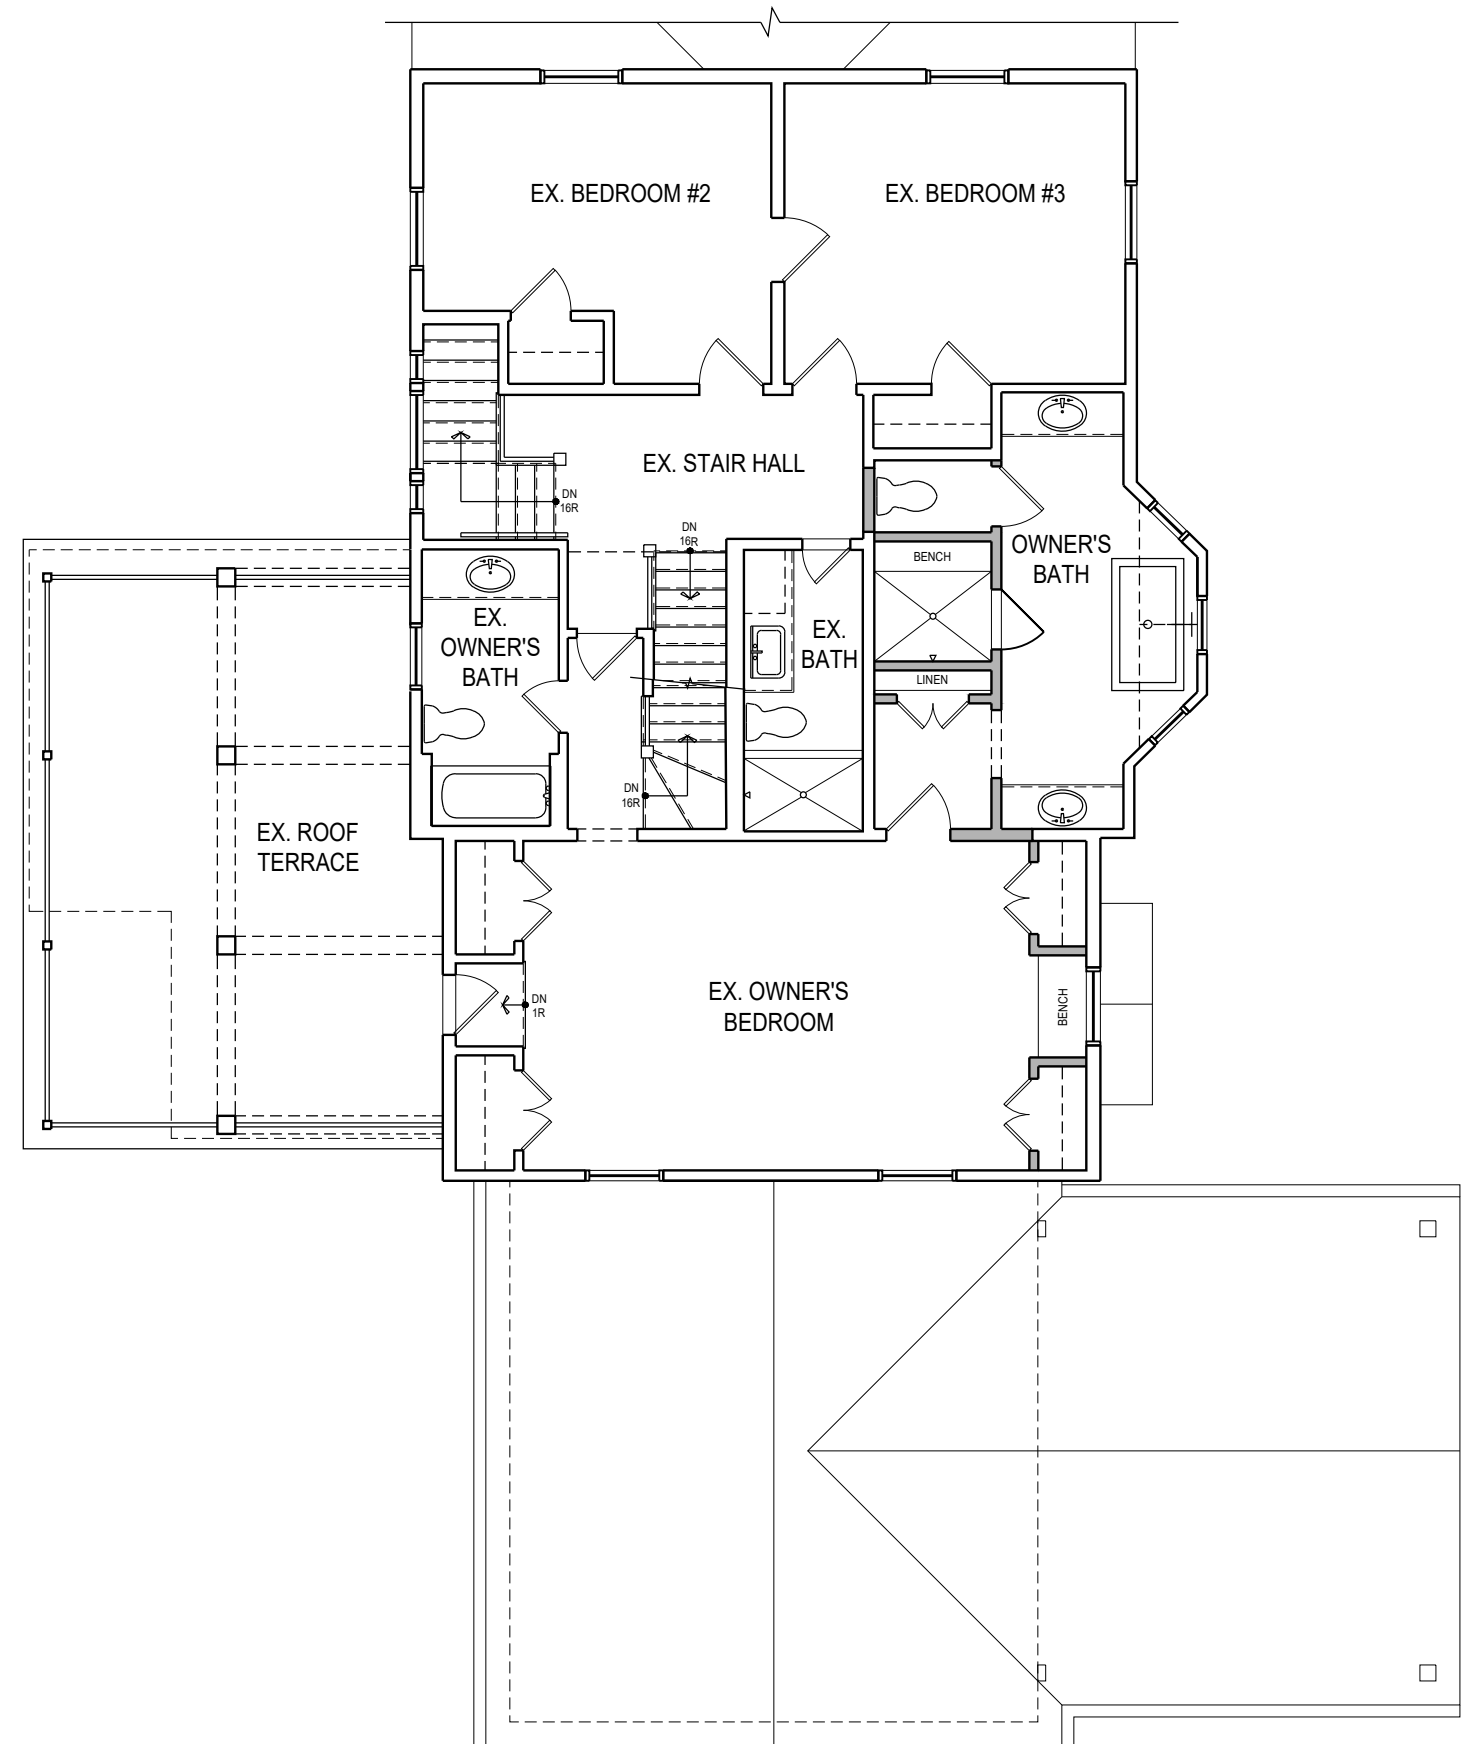 EX. BEDROOM #2
EX. BEDROOM #3
EX. STAIR HALL
DN
16R
DN
16R
BENCH
OWNER'S
BATH
EX.
OWNER'S
BATH
EX.
BATH
LINEN
DN
16R
EX. ROOF
TERRACE
EX. OWNER'S
BEDROOM
DN
1R
BENCH